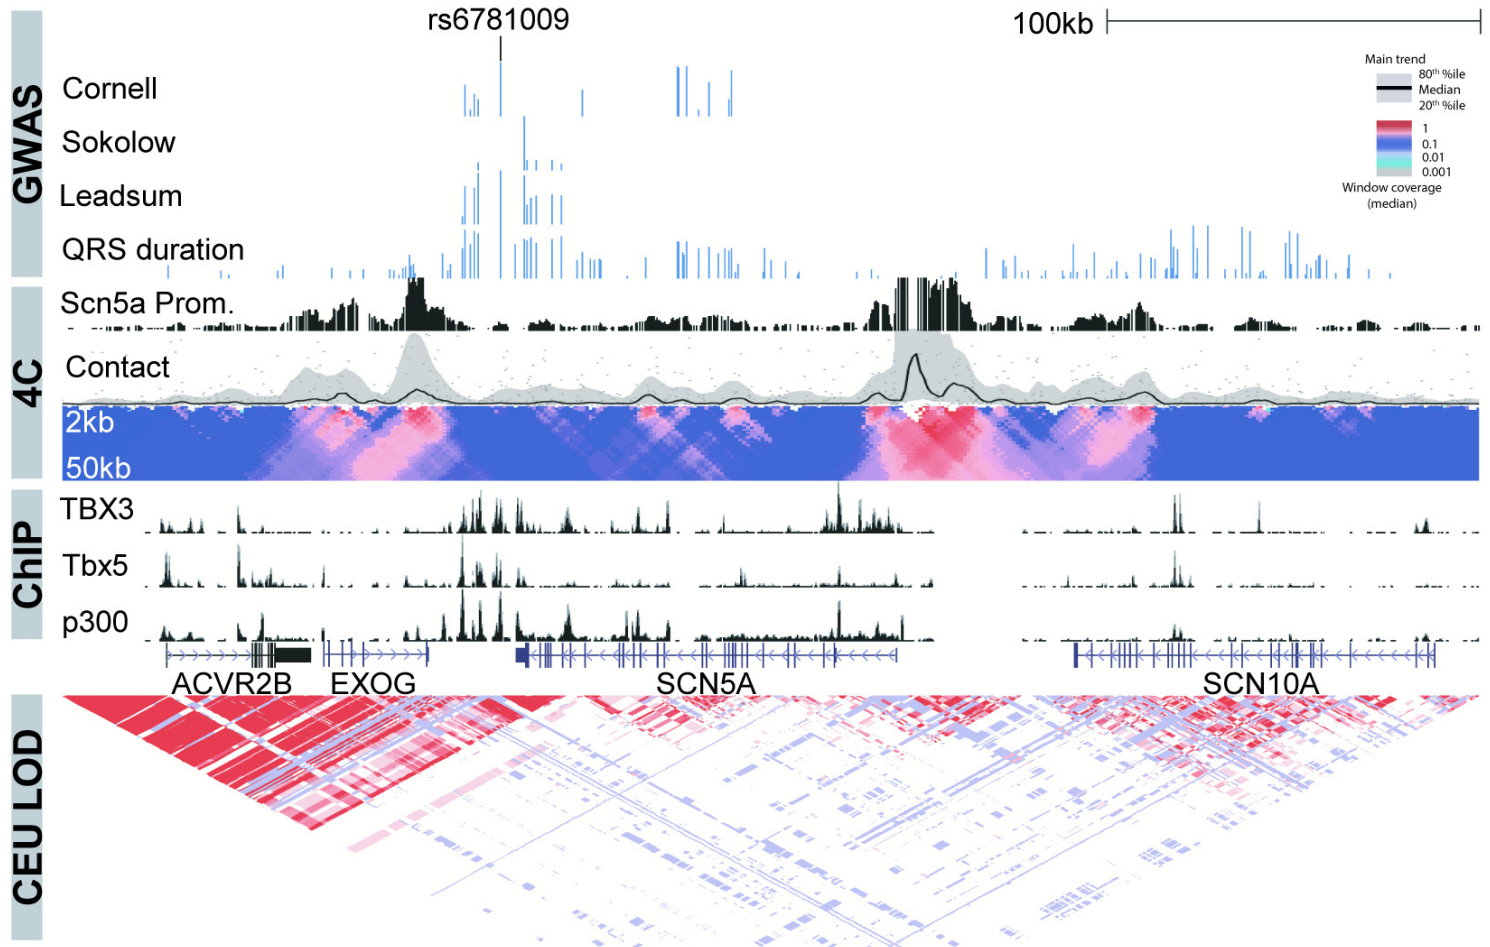 rs6781009
100kb
Main trend
80th %ile
Median
20th %ile
1
0.1
0.01
0.001
Window coverage
(median)
GWAS
Cornell
Sokolow
Leadsum
QRS duration
4C
Scn5a Prom.
Contact
2kb
50kb
ChIP
TBX3
Tbx5
p300
ACVR2B EXOG SCN5A SCN10A
CEU LOD